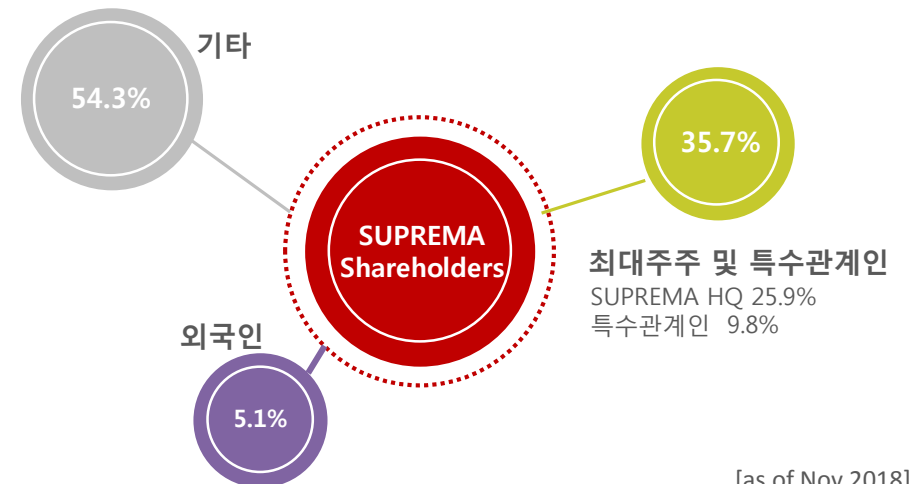 기타
54.3%
35.7%
SUPREMA
Shareholders
최대주주 및 특수관계인
SUPREMA HQ 25.9%
특수관계인 9.8%
외국인
5.1%
[as of Nov 2018]